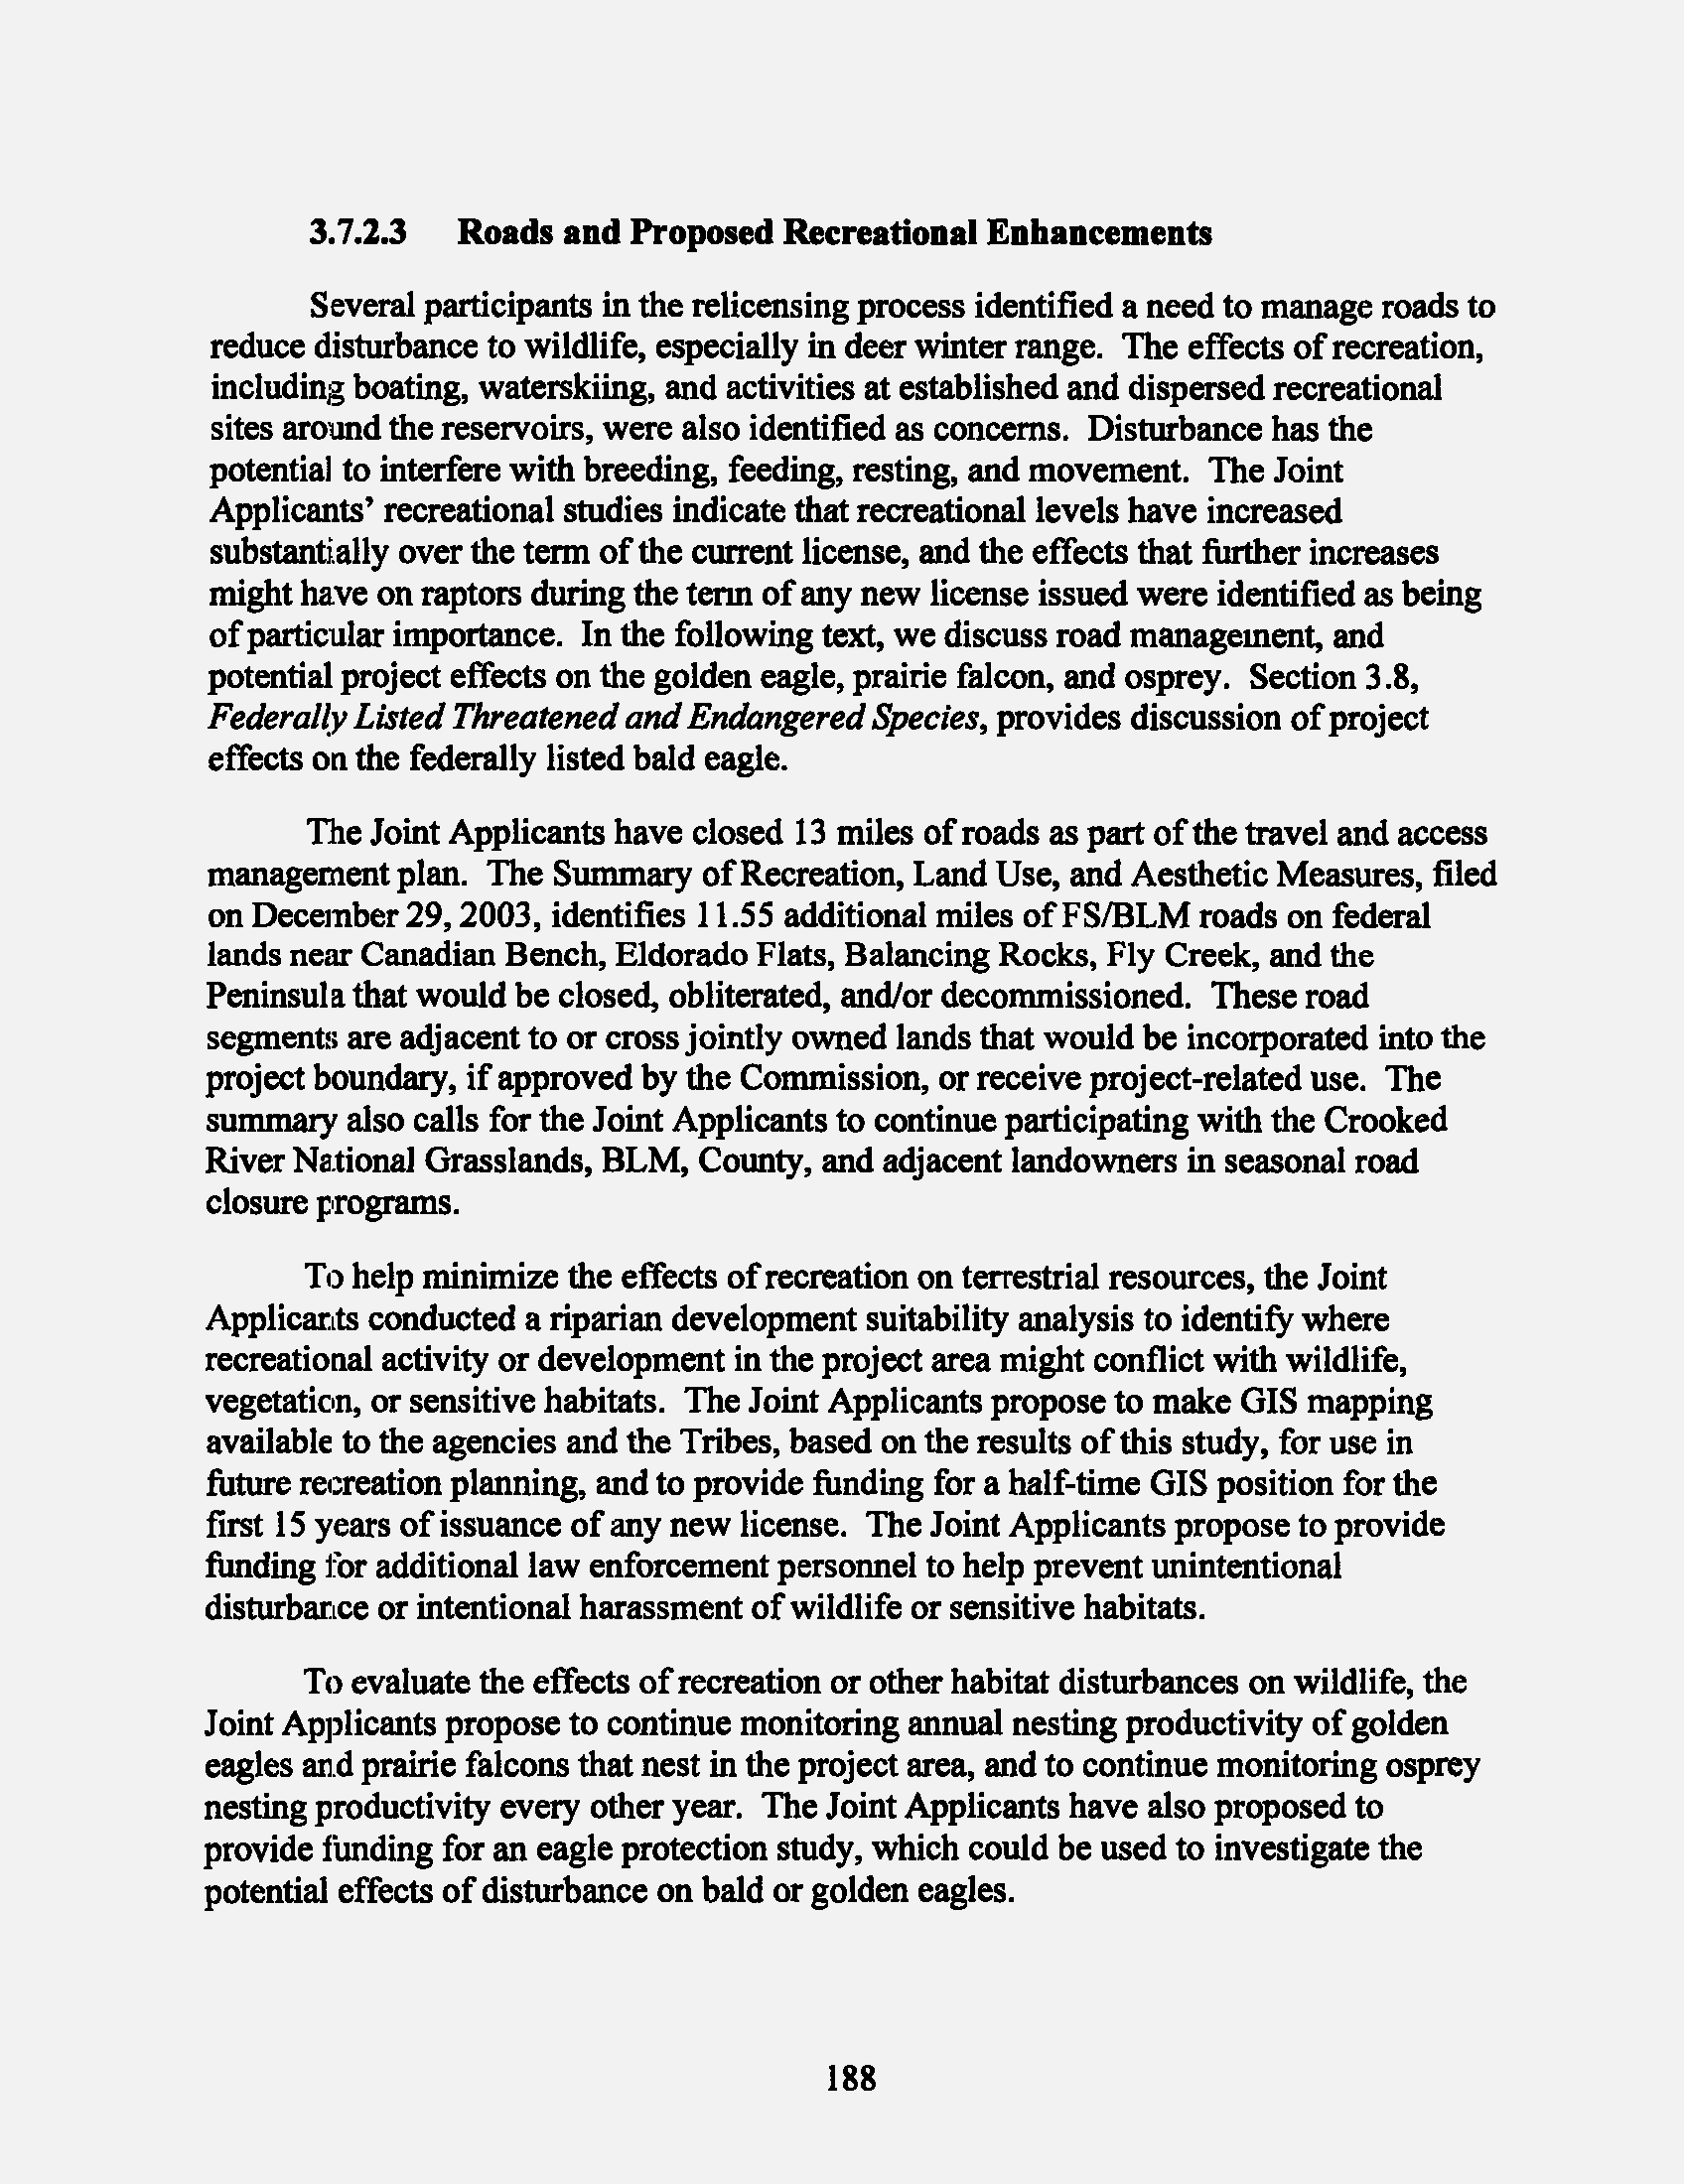 3.7.2.3 Roads and Proposed Recreational Enhancements
Several participants in the relicensing process identified a need to manage roads to
reduce disturbance to wildlife, especially in deer winter range. The effects of recreation,
including boating, waterskiing, and activities at established and dispersed recreational
sites around the reservoirs, were also identified as concerns. Disturbance has the
potential to interfere with breeding, feeding, resting, and movement. The Joint
Applicants’ recreational studies indicate that recreational levels have increased
substantially over the term of the current license, and the effects that further increases
might have on raptors during the term of any new license issued were identified as being
of particular importance. In the following text, we discuss road management, and
potential project effects on the golden eagle, prairie falcon, and osprey. Section 3.8,
Federally Listed Threatened and Endangered Species, provides discussion of project
effects on the federally listed bald eagle.
The Joint Applicants have closed 13 miles of roads as part of the travel and access
management plan. The Summary of Recreation, Land Use, and Aesthetic Measures, filed
on December 29, 2003, identifies 11.55 additional miles of FS/BLM roads on federal
lands near Canadian Bench, Eldorado Flats, Balancing Rocks, Fly Creek, and the
Peninsula that would be closed, obliterated, and/or decommissioned. These road
segments are adjacent to or cross jointly owned lands that would be incorporated into the
project boundary, if approved by the Commission, or receive project-related use. The
summary also calls for the Joint Applicants to continue participating with the Crooked
River National Grasslands, BLM, County, and adjacent landowners in seasonal road
closure programs.
To help minimize the effects of recreation on terrestrial resources, the Joint
Applicants conducted a riparian development suitability analysis to identify where
recreational activity or development in the project area might conflict with wildlife,
vegetation, or sensitive habitats. The Joint Applicants propose to make GIS mapping
available to the agencies and the Tribes, based on the results of this study, for use in
future recreation planning, and to provide funding for a half-time GIS position for the
first 15 years of issuance of any new license. The Joint Applicants propose to provide
funding for additional law enforcement personnel to help prevent unintentional
disturbance or intentional harassment of wildlife or sensitive habitats.
To evaluate the effects of recreation or other habitat disturbances on wildlife, the
Joint Applicants propose to continue monitoring annual nesting productivity of golden
eagles and prairie falcons that nest in the project area, and to continue monitoring osprey
nesting productivity every other year. The Joint Applicants have also proposed to
provide funding for an eagle protection study, which could be used to investigate the
potential effects of disturbance on bald or golden eagles.
188